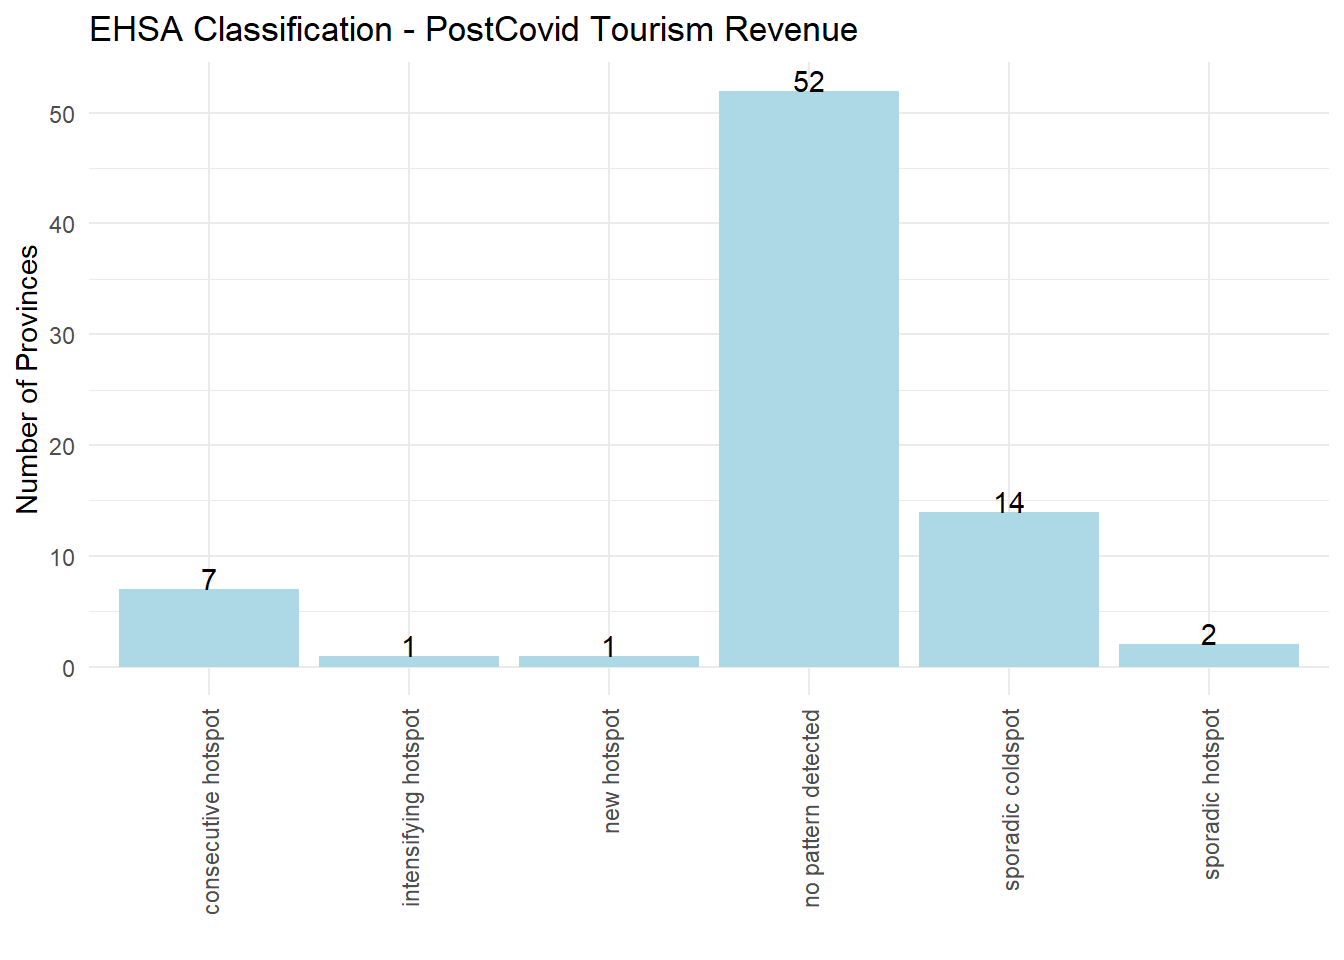 EHSA Classification - PostCovid Tourism Revenue
Number of Provinces
50
40
30
20
10
0
7
1
1
52
14
2
consecutive hotspot
intensifying hotspot
new hotspot
no pattern detected
sporadic coldspot
sporadic hotspot